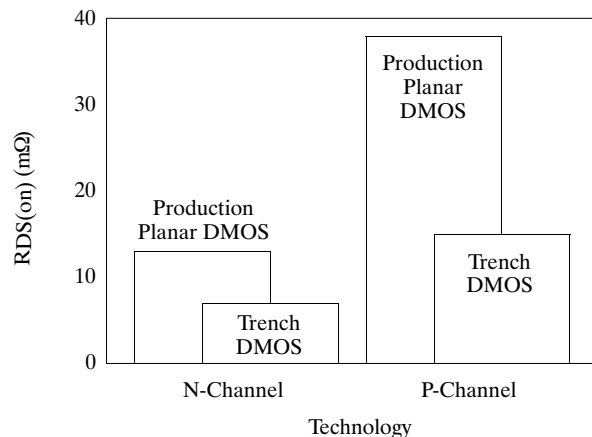 40
30
20
10
0
RDS(on) (mΩ)
Production
Planar DMOS
Trench
DMOS
Production
Planar
DMOS
Trench
DMOS
N-Channel
P-Channel
Technology